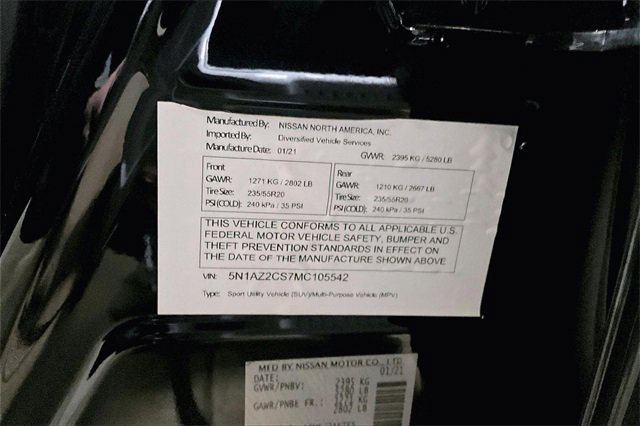 Manufactured By: NISSAN NORTH AMERICA, INC.
Imported By: Diversified Vehicle Services
Manufacture Date: 01/21 GVWR: 2395 KG / 5280 LB
Front
GAWR: 1271 KG / 2802 LB
Tire Size: 235/55R20
PSI(COLD): 240 kPa / 35 PSI
Rear
GAWR: 1210 KG / 2667 LB
Tire Size: 235/55R20
PSI(COLD): 240 kPa / 35 PSI
THIS VEHICLE CONFORMS TO ALL APPLICABLE U.S.
FEDERAL MOTOR VEHICLE SAFETY, BUMPER AND
THEFT PREVENTION STANDARDS IN EFFECT ON
THE DATE OF THE MANUFACTURE SHOWN ABOVE
VIN: 5N1AZ2CS7MC105542
Type: Sport Utility Vehicle (SUV)/Multi-Purpose Vehicle (MPV)
MFD BY NISSAN MOTOR CO., LTD.
DATE: 01/21
GVWR/PNBV: 2395 KG
5280 LB
GAWR/PNBE FR.: 1271 KG
2802 LB